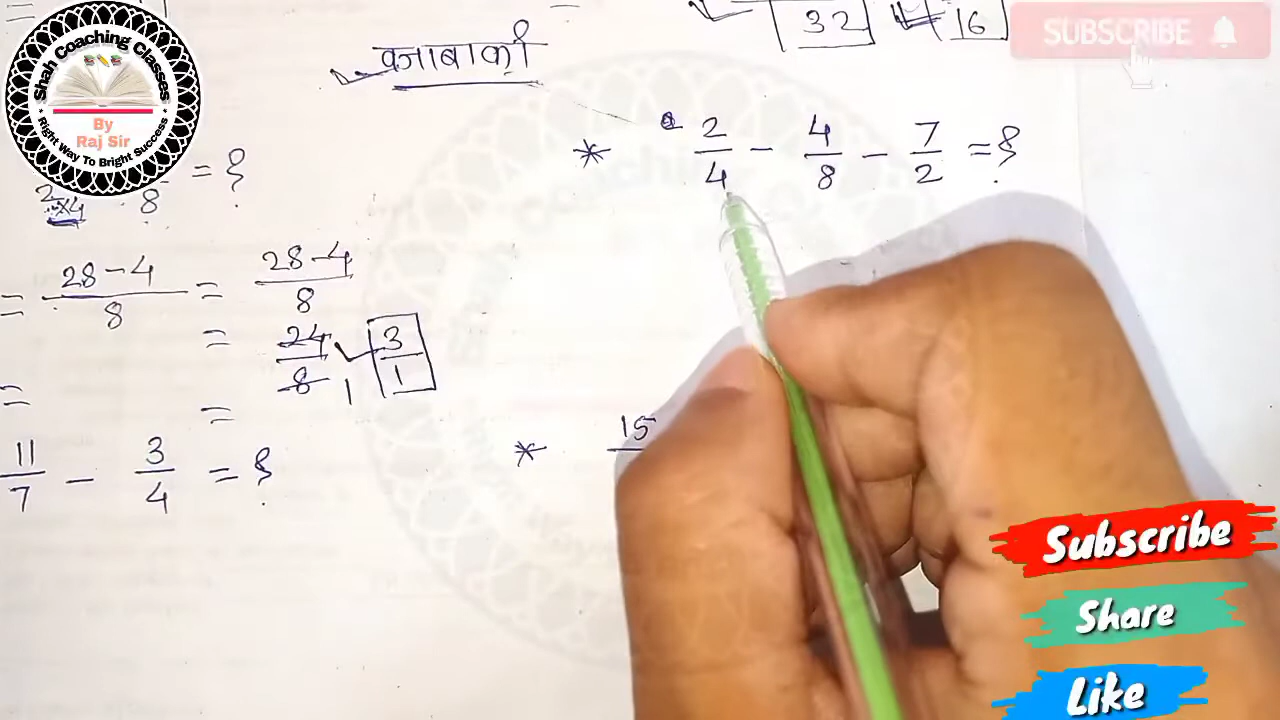 Shah Coaching Classes
By
Raj Sir
* Right Way To Bright Success *
32 16
SUBSCRIBE
वजाबाकी
* 2/4 - 4/8 - 7/2 = ?
8 = ?
= 28-4/8 = 28-4/8
= 24/8 3/1
1
=
=
11/7 - 3/4 = ?
* 15
Subscribe
Share
Like